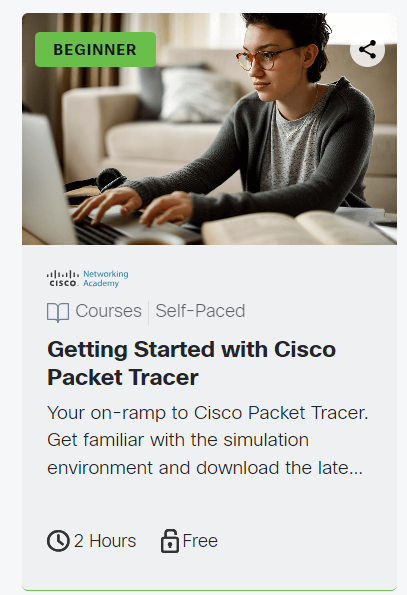 BEGINNER
CISCO Networking Academy
Courses Self-Paced
Getting Started with Cisco
Packet Tracer
Your on-ramp to Cisco Packet Tracer.
Get familiar with the simulation
environment and download the late...
2 Hours Free